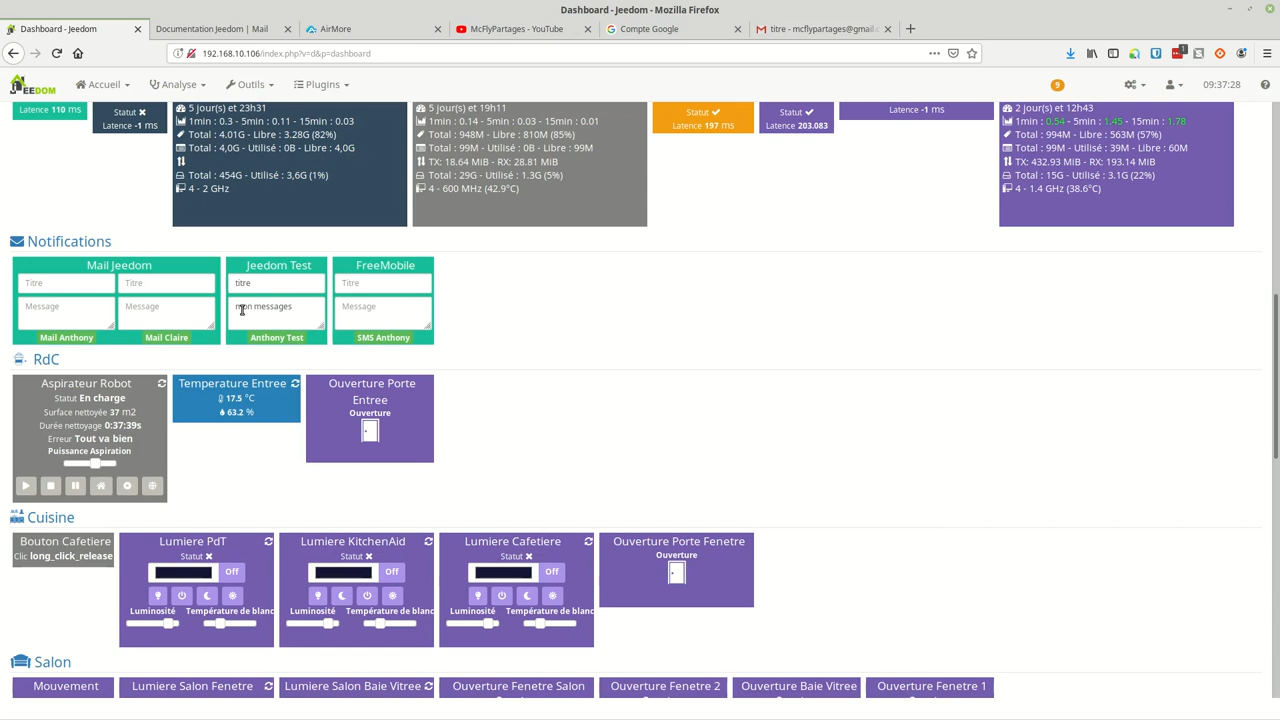 Dashboard - Jeedom - Mozilla Firefox
Dashboard - Jeedom
Documentation Jeedom | Mail
AirMore
McFlyPartages - YouTube
Compte Google
titre - mcflypartages@gmail.
192.168.10.106/index.php?v=d&p=dashboard
1
JEEDOM
Accueil
Analyse
Outils
Plugins
9
09:37:28
Latence 110 ms
Statut
Latence -1 ms
5 jour(s) et 23h31
1min : 0.3 - 5min : 0.11 - 15min : 0.03
Total : 4.01G - Libre : 3.28G (82%)
Total : 4,0G - Utilisé : 0B - Libre : 4,0G
Total : 454G - Utilisé : 3,6G (1%)
4 - 2 GHz
5 jour(s) et 19h11
1min : 0.14 - 5min : 0.03 - 15min : 0.01
Total : 948M - Libre : 810M (85%)
Total : 99M - Utilisé : 0B - Libre : 99M
TX: 18.64 MiB - RX: 28.81 MiB
Total : 29G - Utilisé : 1.3G (5%)
4 - 600 MHz (42.9°C)
Statut
Latence 197 ms
Statut
Latence 203.083
Latence -1 ms
2 jour(s) et 12h43
1min : 0.54 - 5min : 1.45 - 15min : 1.78
Total : 994M - Libre : 563M (57%)
Total : 99M - Utilisé : 39M - Libre : 60M
TX: 432.93 MiB - RX: 193.14 MiB
Total : 15G - Utilisé : 3.1G (22%)
4 - 1.4 GHz (38.6°C)
Notifications
Mail Jeedom
Titre
Titre
Message
Message
Mail Anthony
Mail Claire
Jeedom Test
titre
mon messages
Anthony Test
FreeMobile
Titre
Message
SMS Anthony
RdC
Aspirateur Robot
Statut En charge
Surface nettoyée 37 m2
Durée nettoyage 0:37:39s
Erreur Tout va bien
Puissance Aspiration
Temperature Entree
17.5 °C
63.2 %
Ouverture Porte
Entree
Ouverture
Cuisine
Bouton Cafetiere
Clic long_click_release
Lumiere PdT
Statut
Off
Luminosité
Température de blanc
Lumiere KitchenAid
Statut
Off
Luminosité
Température de blanc
Lumiere Cafetiere
Statut
Off
Luminosité
Température de blanc
Ouverture Porte Fenetre
Ouverture
Salon
Mouvement
Lumiere Salon Fenetre
Lumiere Salon Baie Vitree
Ouverture Fenetre Salon
Ouverture Fenetre 2
Ouverture Baie Vitree
Ouverture Fenetre 1